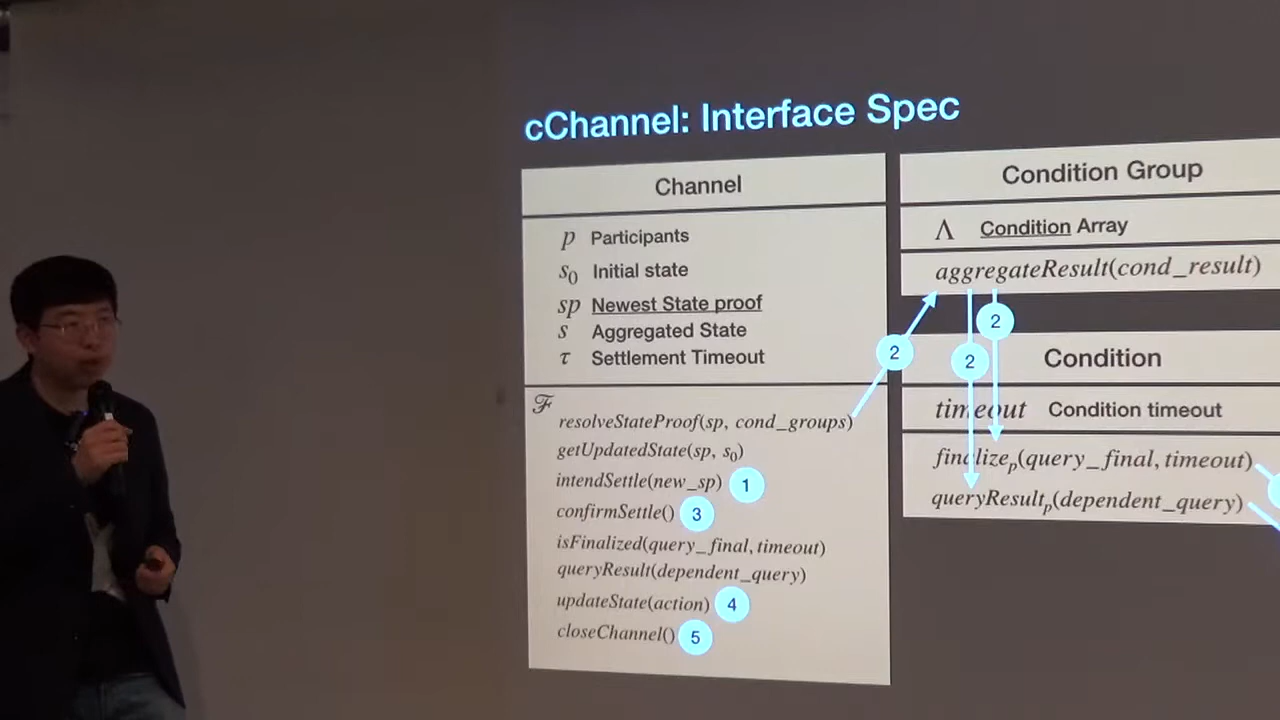 cChannel: Interface Spec
Channel
p Participants
s₀ Initial state
sp Newest State proof
s Aggregated State
τ Settlement Timeout
ℱ
resolveStateProof(sp, cond_groups)
getUpdatedState(sp, s₀)
intendSettle(new_sp) 1
confirmSettle() 3
isFinalized(query_final, timeout)
queryResult(dependent_query)
updateState(action) 4
closeChannel() 5
2
Condition Group
Λ Condition Array
aggregateResult(cond_result)
2
2
Condition
timeout Condition timeout
finalizeₚ(query_final, timeout)
queryResultₚ(dependent_query)